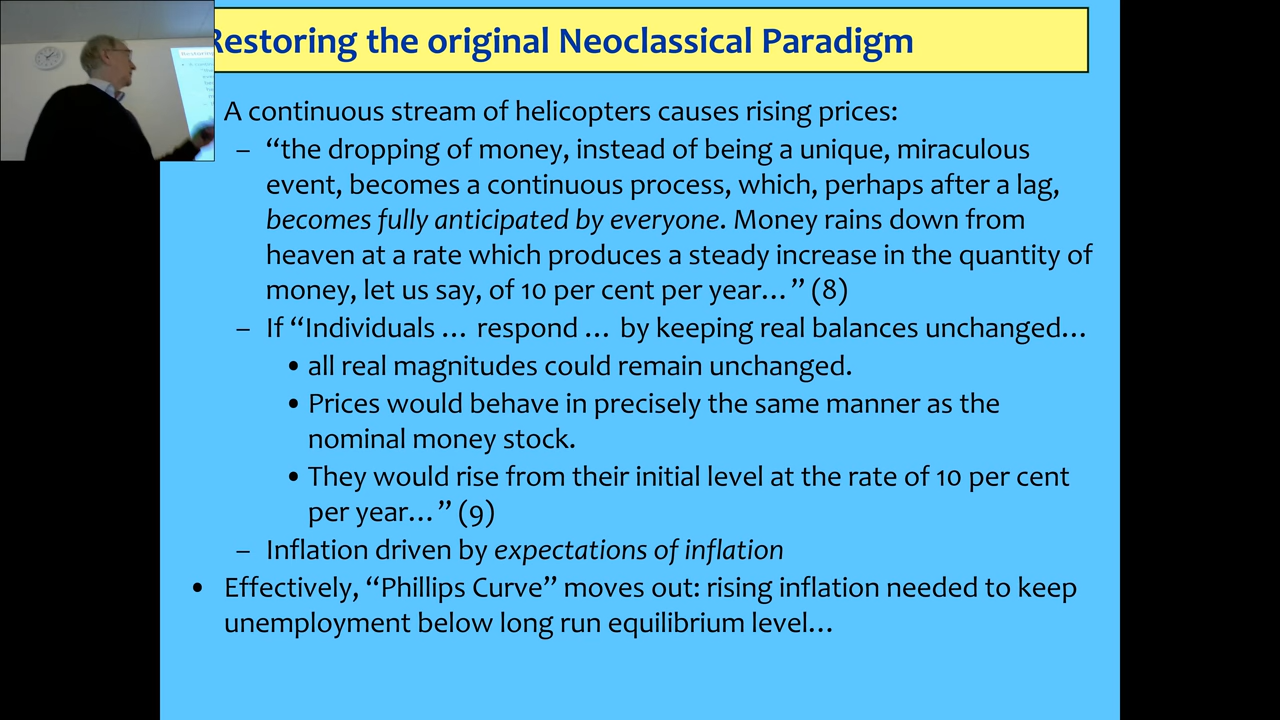 Restoring the original Neoclassical Paradigm
A continuous stream of helicopters causes rising prices:
– “the dropping of money, instead of being a unique, miraculous
event, becomes a continuous process, which, perhaps after a lag,
becomes fully anticipated by everyone. Money rains down from
heaven at a rate which produces a steady increase in the quantity of
money, let us say, of 10 per cent per year…” (8)
– If “Individuals … respond … by keeping real balances unchanged…
• all real magnitudes could remain unchanged.
• Prices would behave in precisely the same manner as the
nominal money stock.
• They would rise from their initial level at the rate of 10 per cent
per year…” (9)
– Inflation driven by expectations of inflation
• Effectively, “Phillips Curve” moves out: rising inflation needed to keep
unemployment below long run equilibrium level…